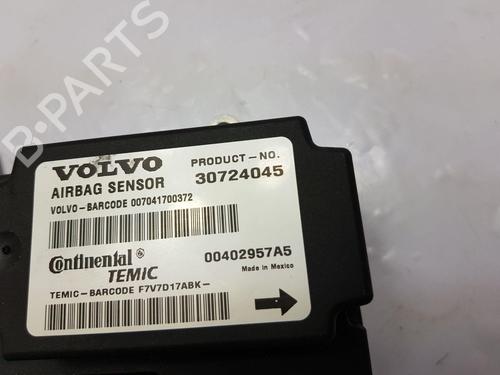 B-PARTS
VOLVO
PRODUCT-NO.
AIRBAG SENSOR
30724045
VOLVO-BARCODE 007041700372
Continental
00402957A5
TEMIC
Made in Mexico
TEMIC-BARCODE F7V7D17ABK-